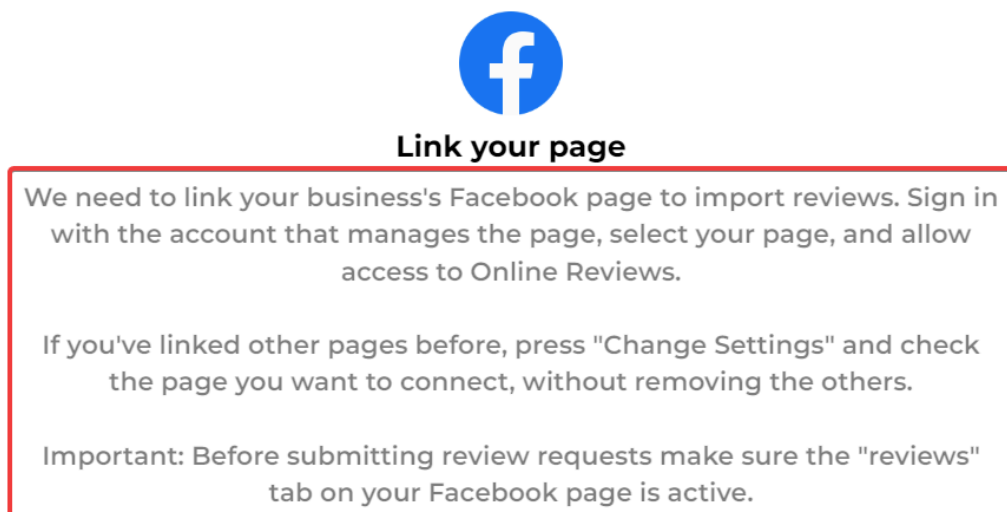 Link your page
We need to link your business's Facebook page to import reviews. Sign in
with the account that manages the page, select your page, and allow
access to Online Reviews.
If you've linked other pages before, press "Change Settings" and check
the page you want to connect, without removing the others.
Important: Before submitting review requests make sure the "reviews"
tab on your Facebook page is active.